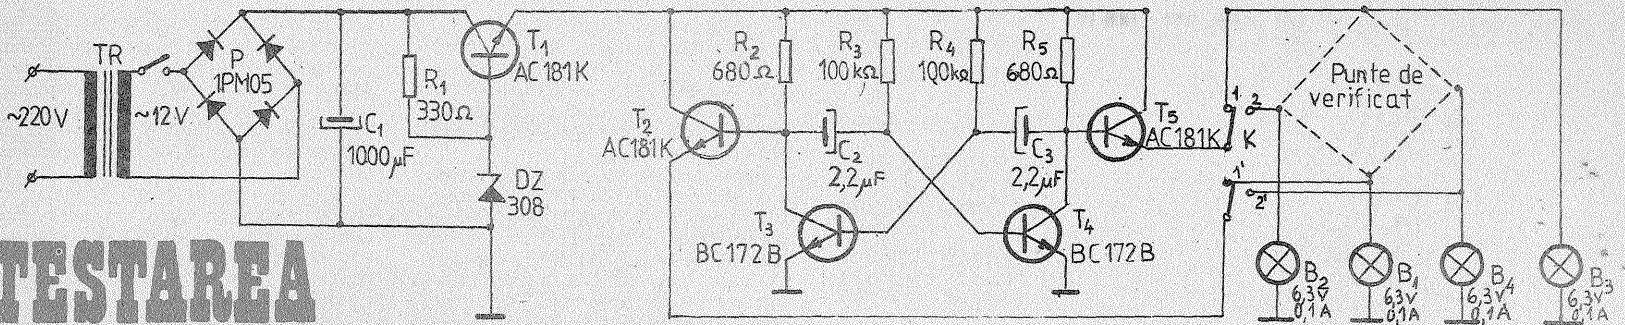 TR
~220V
~12V
P
1PM05
C₁
1000µF
R₁
330Ω
T₁
AC181K
DZ
308
R₂
680Ω
R₃
100kΩ
R₄
100kΩ
R₅
680Ω
T₂
AC181K
C₂
2,2µF
C₃
2,2µF
T₅
AC181K
T₃
BC172B
T₄
BC172B
1
2
K
1'
2'
Punte de
verificat
B₂
6,3V
0,1A
B₁
6,3V
0,1A
B₄
6,3V
0,1A
B₃
6,3V
0,1A
TESTAREA